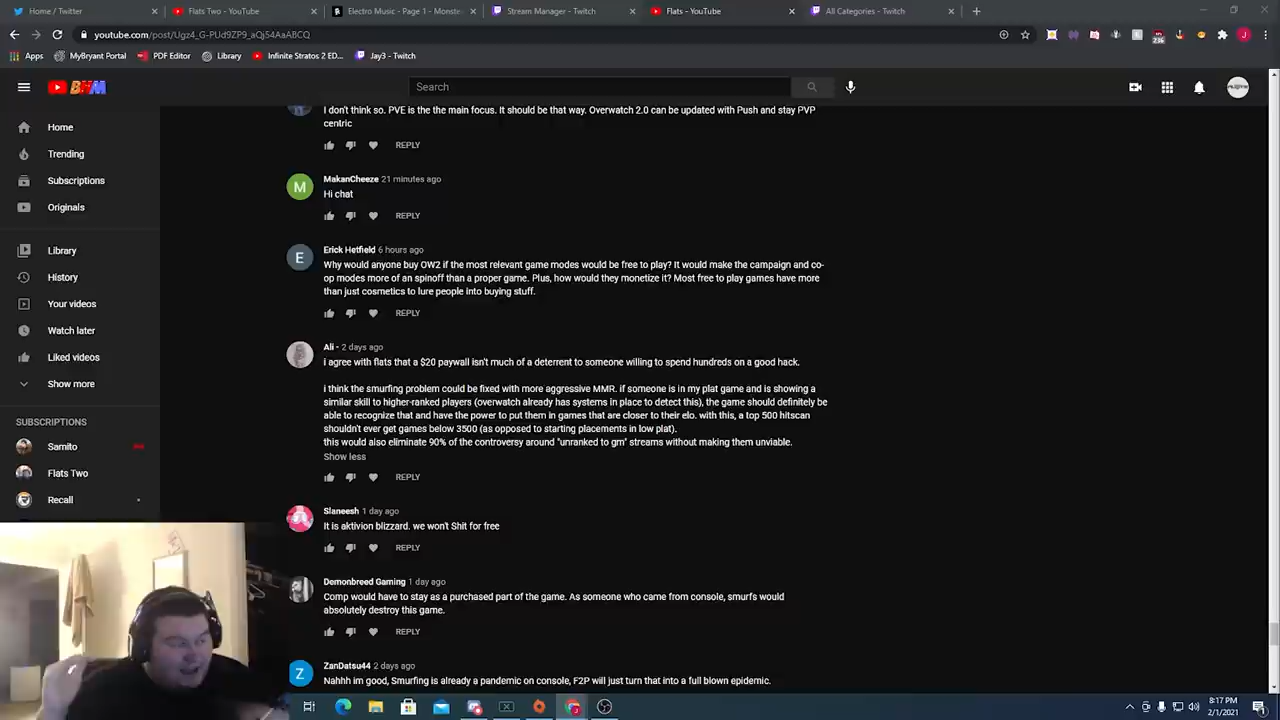 Home / Twitter
Flats Two - YouTube
Electro Music - Page 1 - Monste
Stream Manager - Twitch
Flats - YouTube
All Categories - Twitch
youtube.com/post/Ugz4_G-PUd9ZP9_aQj54AaABCQ
Apps
MyBryant Portal
PDF Editor
Library
Infinite Stratos 2 ED...
Jay3 - Twitch
Search
Home
Trending
Subscriptions
Originals
Library
History
Your videos
Watch later
Liked videos
Show more
SUBSCRIPTIONS
Samito
Flats Two
Recall
I don't think so. PVE is the the main focus. It should be that way. Overwatch 2.0 can be updated with Push and stay PVP
centric
REPLY
M
MakanCheeze 21 minutes ago
Hi chat
REPLY
E
Erick Hetfield 6 hours ago
Why would anyone buy OW2 if the most relevant game modes would be free to play? It would make the campaign and co-
op modes more of an spinoff than a proper game. Plus, how would they monetize it? Most free to play games have more
than just cosmetics to lure people into buying stuff.
REPLY
Ali - 2 days ago
i agree with flats that a $20 paywall isn't much of a deterrent to someone willing to spend hundreds on a good hack.
i think the smurfing problem could be fixed with more aggressive MMR. if someone is in my plat game and is showing a
similar skill to higher-ranked players (overwatch already has systems in place to detect this), the game should definitely be
able to recognize that and have the power to put them in games that are closer to their elo. with this, a top 500 hitscan
shouldn't ever get games below 3500 (as opposed to starting placements in low plat).
this would also eliminate 90% of the controversy around "unranked to gm" streams without making them unviable.
Show less
REPLY
Slaneesh 1 day ago
It is aktivion blizzard. we won't Shit for free
REPLY
Demonbreed Gaming 1 day ago
Comp would have to stay as a purchased part of the game. As someone who came from console, smurfs would
absolutely destroy this game.
REPLY
Z
ZanDatsu44 2 days ago
Nahhh im good, Smurfing is already a pandemic on console, F2P will just turn that into a full blown epidemic.
8:17 PM
2/1/2021